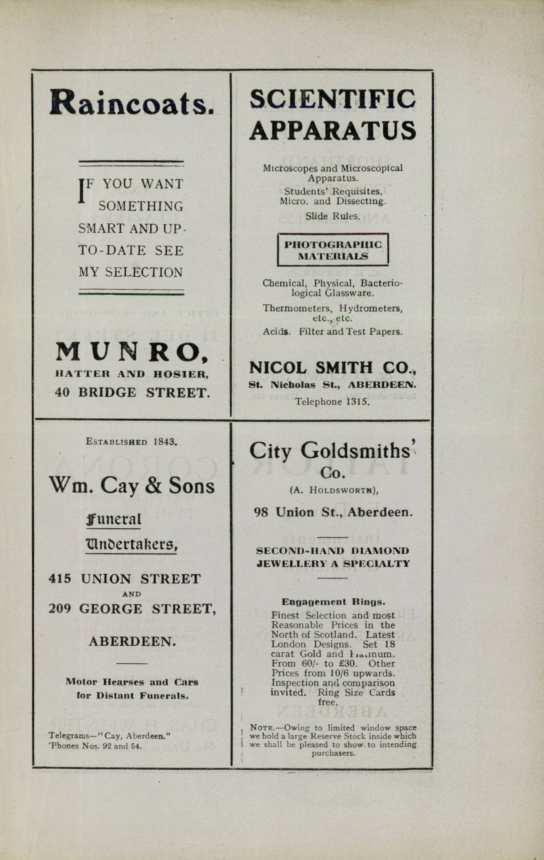 Raincoats.
IF YOU WANT
SOMETHING
SMART AND UP-
TO-DATE SEE
MY SELECTION
MUNRO,
HATTER AND HOSIER,
40 BRIDGE STREET.
SCIENTIFIC
APPARATUS
Microscopes and Microscopical
Apparatus.
Students' Requisites,
Micro. and Dissecting.
Slide Rules.
PHOTOGRAPHIC
MATERIALS
Chemical, Physical, Bacterio-
logical Glassware.
Thermometers, Hydrometers,
etc., etc.
Acids. Filter and Test Papers.
NICOL SMITH CO.,
St. Nicholas St., ABERDEEN.
Telephone 1315.
ESTABLISHED 1843.
Wm. Cay & Sons
Funeral
Undertakers,
415 UNION STREET
AND
209 GEORGE STREET,
ABERDEEN.
Motor Hearses and Cars
for Distant Funerals.
Telegrams—"Cay, Aberdeen."
'Phones Nos. 92 and 54.
City Goldsmiths'
Co.
(A. HOLDSWORTH),
98 Union St., Aberdeen.
SECOND-HAND DIAMOND
JEWELLERY A SPECIALTY
Engagement Rings.
Finest Selection and most
Reasonable Prices in the
North of Scotland. Latest
London Designs. Set 18
carat Gold and
From 60/- to £30. Other
Prices from 10/6 upwards.
Inspection and comparison
invited. Ring Size Cards
free.
NOTE.—Owing to limited window space
we hold a large Reserve Stock inside which
we shall be pleased to show to intending
purchasers.